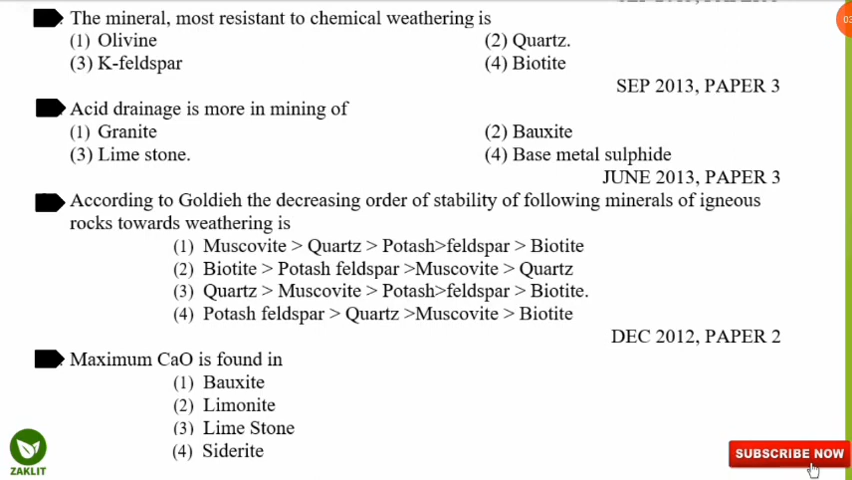 The mineral, most resistant to chemical weathering is
(1) Olivine (2) Quartz.
(3) K-feldspar (4) Biotite
SEP 2013, PAPER 3
Acid drainage is more in mining of
(1) Granite (2) Bauxite
(3) Lime stone. (4) Base metal sulphide
JUNE 2013, PAPER 3
According to Goldieh the decreasing order of stability of following minerals of igneous
rocks towards weathering is
(1) Muscovite > Quartz > Potash>feldspar > Biotite
(2) Biotite > Potash feldspar >Muscovite > Quartz
(3) Quartz > Muscovite > Potash>feldspar > Biotite.
(4) Potash feldspar > Quartz >Muscovite > Biotite
DEC 2012, PAPER 2
Maximum CaO is found in
(1) Bauxite
(2) Limonite
(3) Lime Stone
(4) Siderite
ZAKLIT
SUBSCRIBE NOW